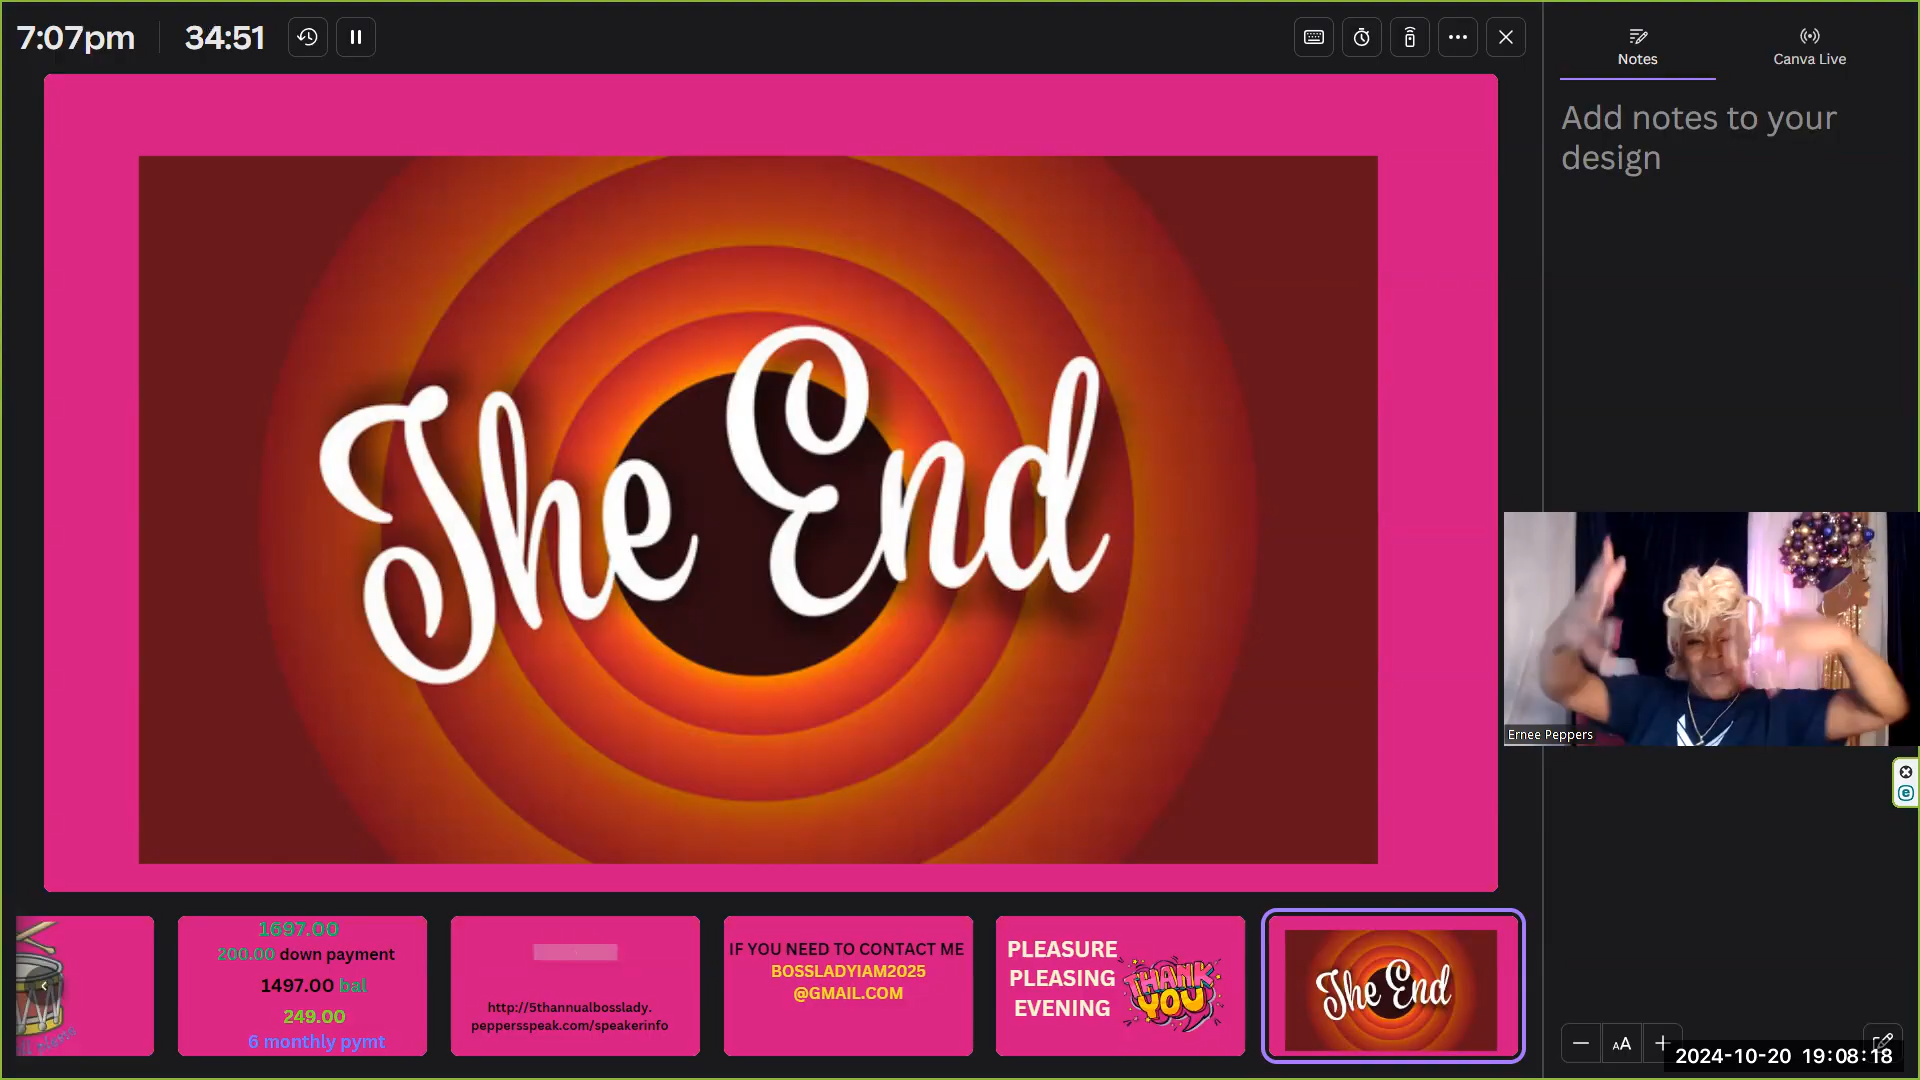 7:07pm
34:51
Notes
Canva Live
Add notes to your
design
The End
Ernee Peppers
1697.00
200.00 down payment
1497.00 bal
249.00
6 monthly pymt
http://5thannualbosslady.
peppersspeak.com/speakerinfo
IF YOU NEED TO CONTACT ME
BOSSLADYIAM2025
@GMAIL.COM
PLEASURE
PLEASING
EVENING
THANK
YOU
The End
AA
2024-10-20 19:08:18